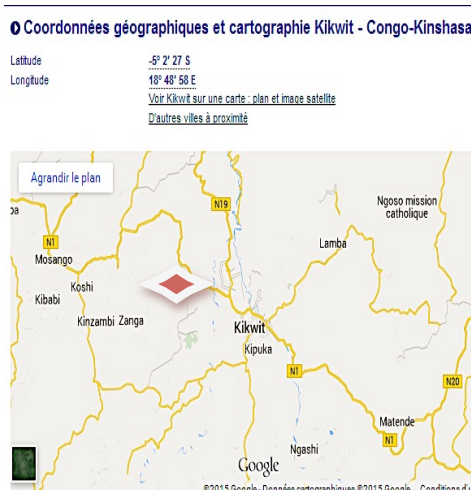 Coordonnées géographiques et cartographie Kikwit - Congo-Kinshasa
Latitude -5° 2' 27 S
Longitude 18° 48' 58 E
Voir Kikwit sur une carte : plan et image satellite
D'autres villes à proximité
Agrandir le plan
N19
Ngoso mission
catholique
N1
Lamba
Mosango
Koshi
Kibabi
Kinzambi Zanga
Kikwit
Kipuka
N1
N20
Matende
N1
Ngashi
Google
©2015 Google - Données cartographiques ©2015 Google